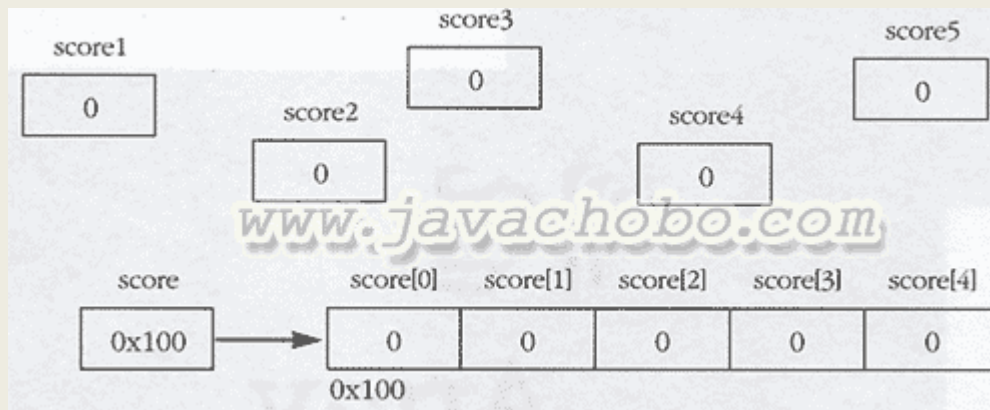 score1
score3
score5
0
0
0
score2
score4
0
0
www.javachobo.com
score
score[0] score[1] score[2] score[3] score[4]
0x100
0 0 0 0 0
0x100